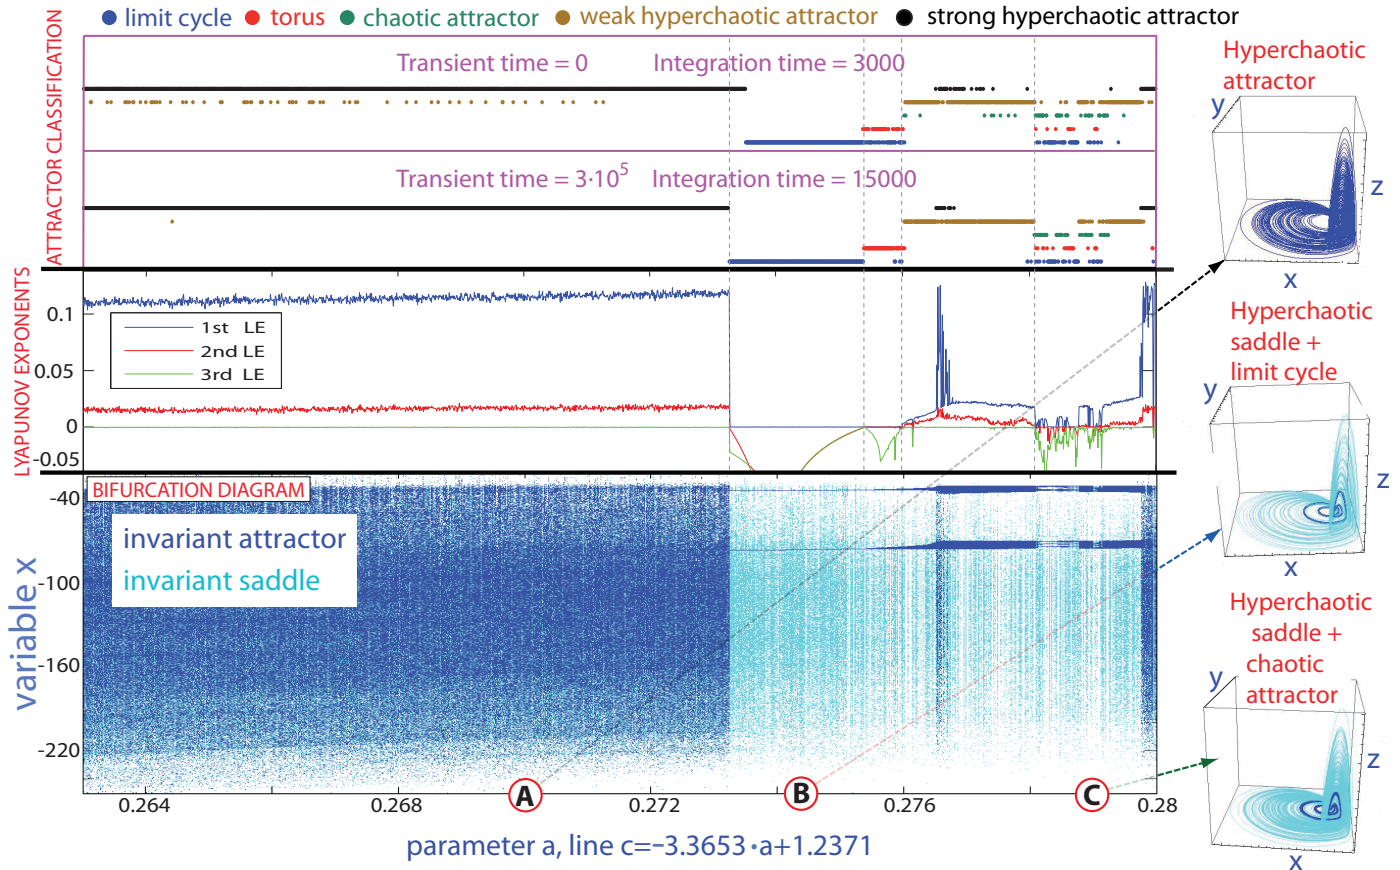 limit cycle torus chaotic attractor weak hyperchaotic attractor strong hyperchaotic attractor
ATTRACTOR CLASSIFICATION
Transient time = 0 Integration time = 3000
Transient time = 3·10⁵ Integration time = 15000
LYAPUNOV EXPONENTS
0.1
0.05
0
-0.05
1st LE
2nd LE
3rd LE
BIFURCATION DIAGRAM
invariant attractor
invariant saddle
variable x
-40
-100
-160
-220
A
B
C
0.264 0.268 0.272 0.276 0.28
parameter a, line c=-3.3653·a+1.2371
Hyperchaotic
attractor
y
z
x
Hyperchaotic
saddle +
limit cycle
y
z
x
Hyperchaotic
saddle +
chaotic
attractor
y
z
x